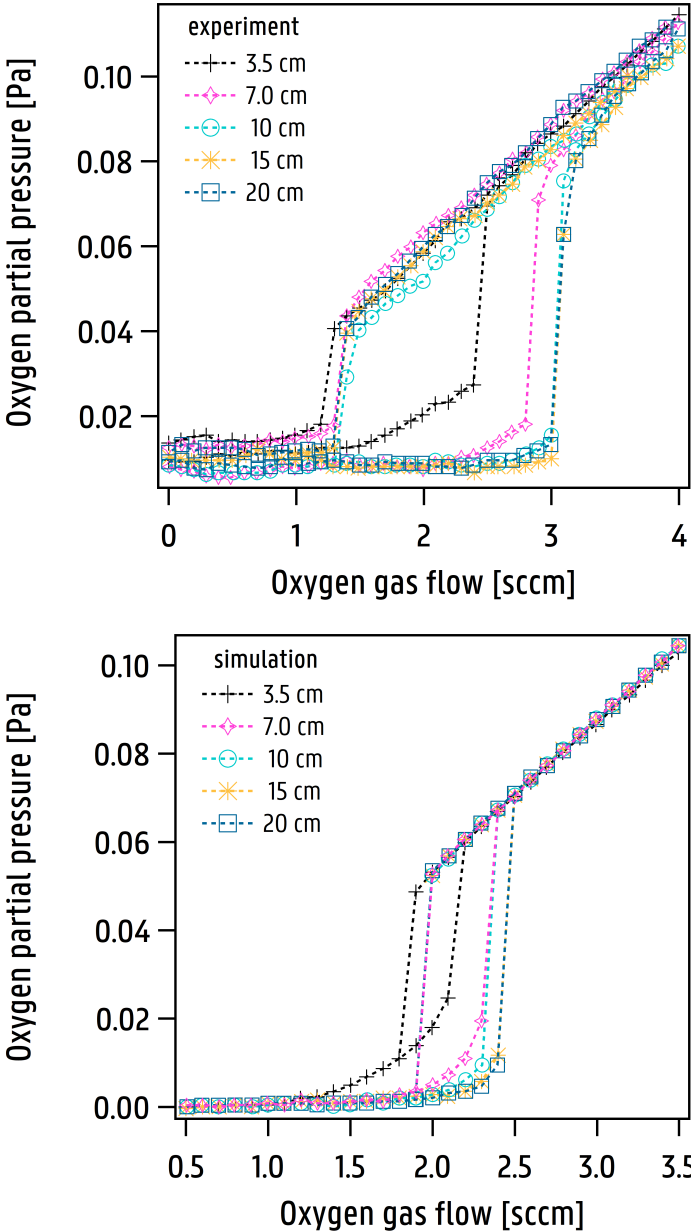 experiment
3.5 cm
7.0 cm
10 cm
15 cm
20 cm
Oxygen partial pressure [Pa]
0.10
0.08
0.06
0.04
0.02
0 1 2 3 4
Oxygen gas flow [sccm]
simulation
3.5 cm
7.0 cm
10 cm
15 cm
20 cm
Oxygen partial pressure [Pa]
0.10
0.08
0.06
0.04
0.02
0.00
0.5 1.0 1.5 2.0 2.5 3.0 3.5
Oxygen gas flow [sccm]